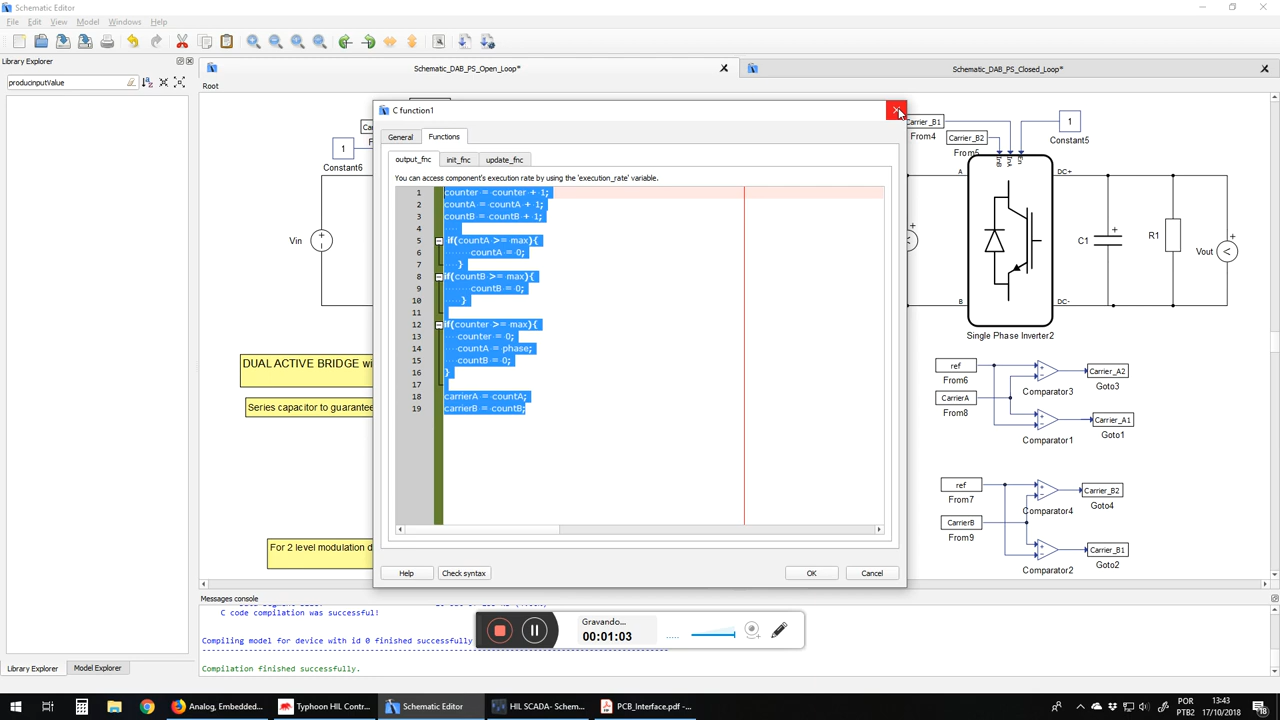 Schematic Editor
File Edit View Model Windows Help
Library Explorer
producinputValue
Schematic_DAB_PS_Open_Loop*
Schematic_DAB_PS_Closed_Loop*
Root
Constant6
1
Vin
DUAL ACTIVE BRIDGE wi
Series capacitor to guarantee
For 2 level modulation d
C function1
General
Functions
output_fnc
init_fnc
update_fnc
You can access component's execution rate by using the 'execution_rate' variable.
1 counter = counter + 1;
2 countA = countA + 1;
3 countB = countB + 1;
4
5 if(countA >= max){
6 countA = 0;
7 }
8 if(countB >= max){
9 countB = 0;
10 }
11
12 if(counter >= max){
13 counter = 0;
14 countA = phase;
15 countB = 0;
16 }
17
18 carrierA = countA;
19 carrierB = countB;
Help
Check syntax
OK
Cancel
Carrier_B1
From4
Carrier_B2
From5
1
Constant5
InB
InA
En
A
B
DC+
DC-
C1
R1
Vout
Single Phase Inverter2
ref
From6
CarrierA
From8
Comparator3
Carrier_A2
Goto3
Comparator1
Carrier_A1
Goto1
ref
From7
CarrierB
From9
Comparator4
Carrier_B2
Goto4
Comparator2
Carrier_B1
Goto2
Messages console
C code compilation was successful!
Compiling model for device with id 0 finished successfully
Compilation finished successfully.
Gravando...
00:01:03
Library Explorer
Model Explorer
Analog, Embedded...
Typhoon HIL Contr...
Schematic Editor
HIL SCADA- Schem...
PCB_Interface.pdf -...
POR
PTB2
13:43
17/10/2018
18